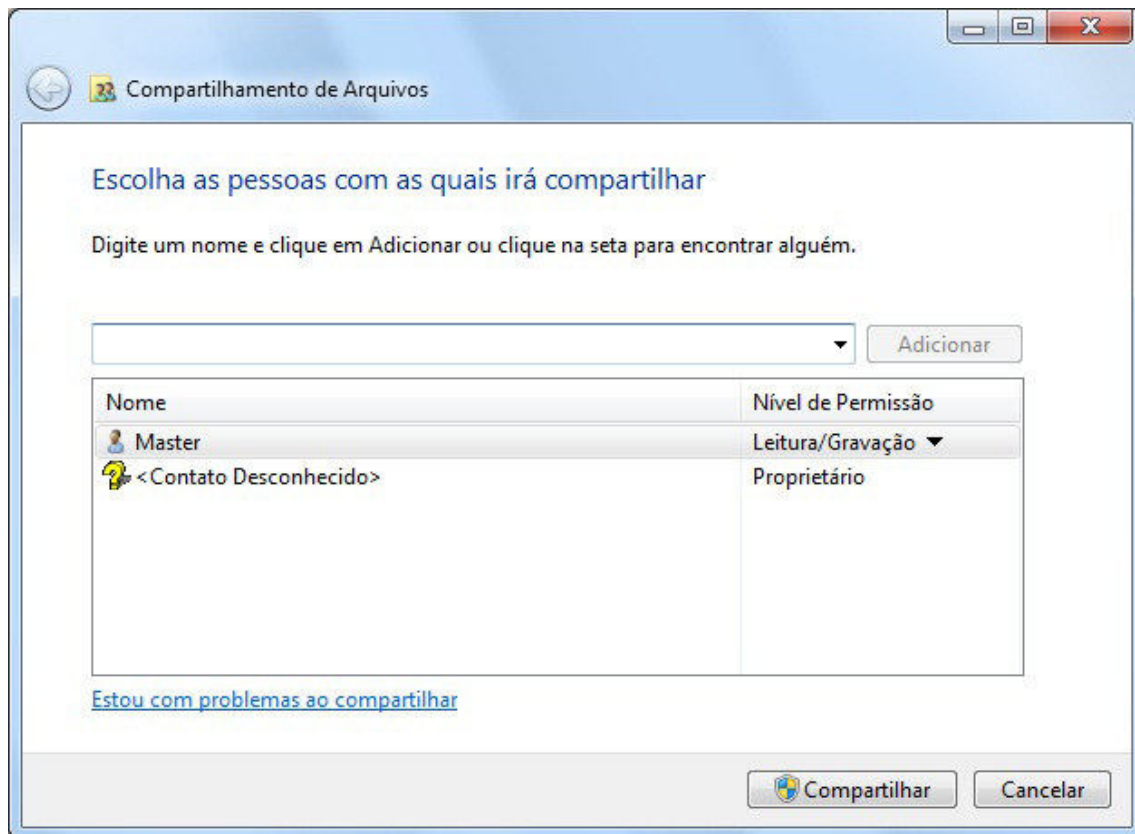 Compartilhamento de Arquivos
Escolha as pessoas com as quais irá compartilhar
Digite um nome e clique em Adicionar ou clique na seta para encontrar alguém.
Adicionar
Nome Nível de Permissão
Master Leitura/Gravação
<Contato Desconhecido> Proprietário
Estou com problemas ao compartilhar
Compartilhar Cancelar